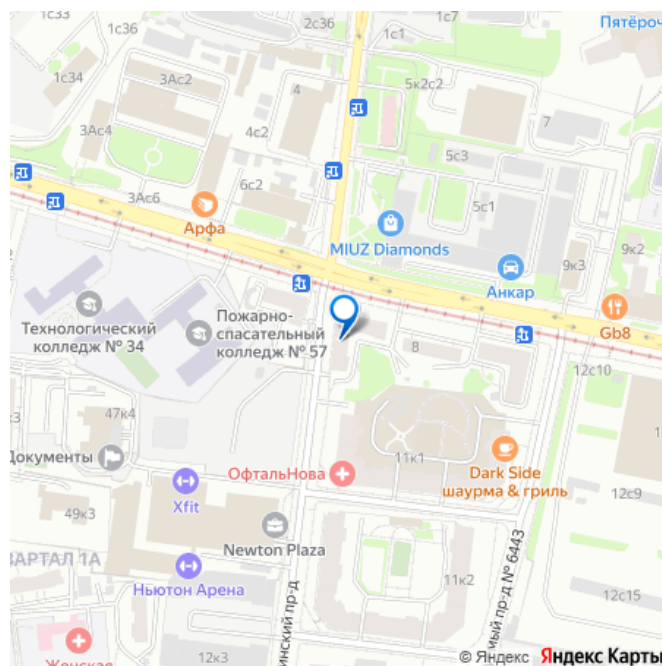 1с36
2с36
1с7
1с1
Пятёроч
1с34
3Ас2
4
5к2с2
7
3Ас4
4с2
5с3
6с2
3Ас6
Арфа
5с1
MIUZ Diamonds
9к3
9к2
Анкар
Gb8
Технологический
колледж № 34
Пожарно-
спасательный
колледж № 57
8
12с10
47к4
Документы
11к1
ОфтальНова
Dark Side
шаурма & гриль
Xfit
12с9
49к3
Newton Plaza
ВАРТАЛ 1А
Ньютон Арена
11к2
инский пр-д
мый пр-д № 6443
12с15
Женская
12к3
© Яндекс Яндекс Карты